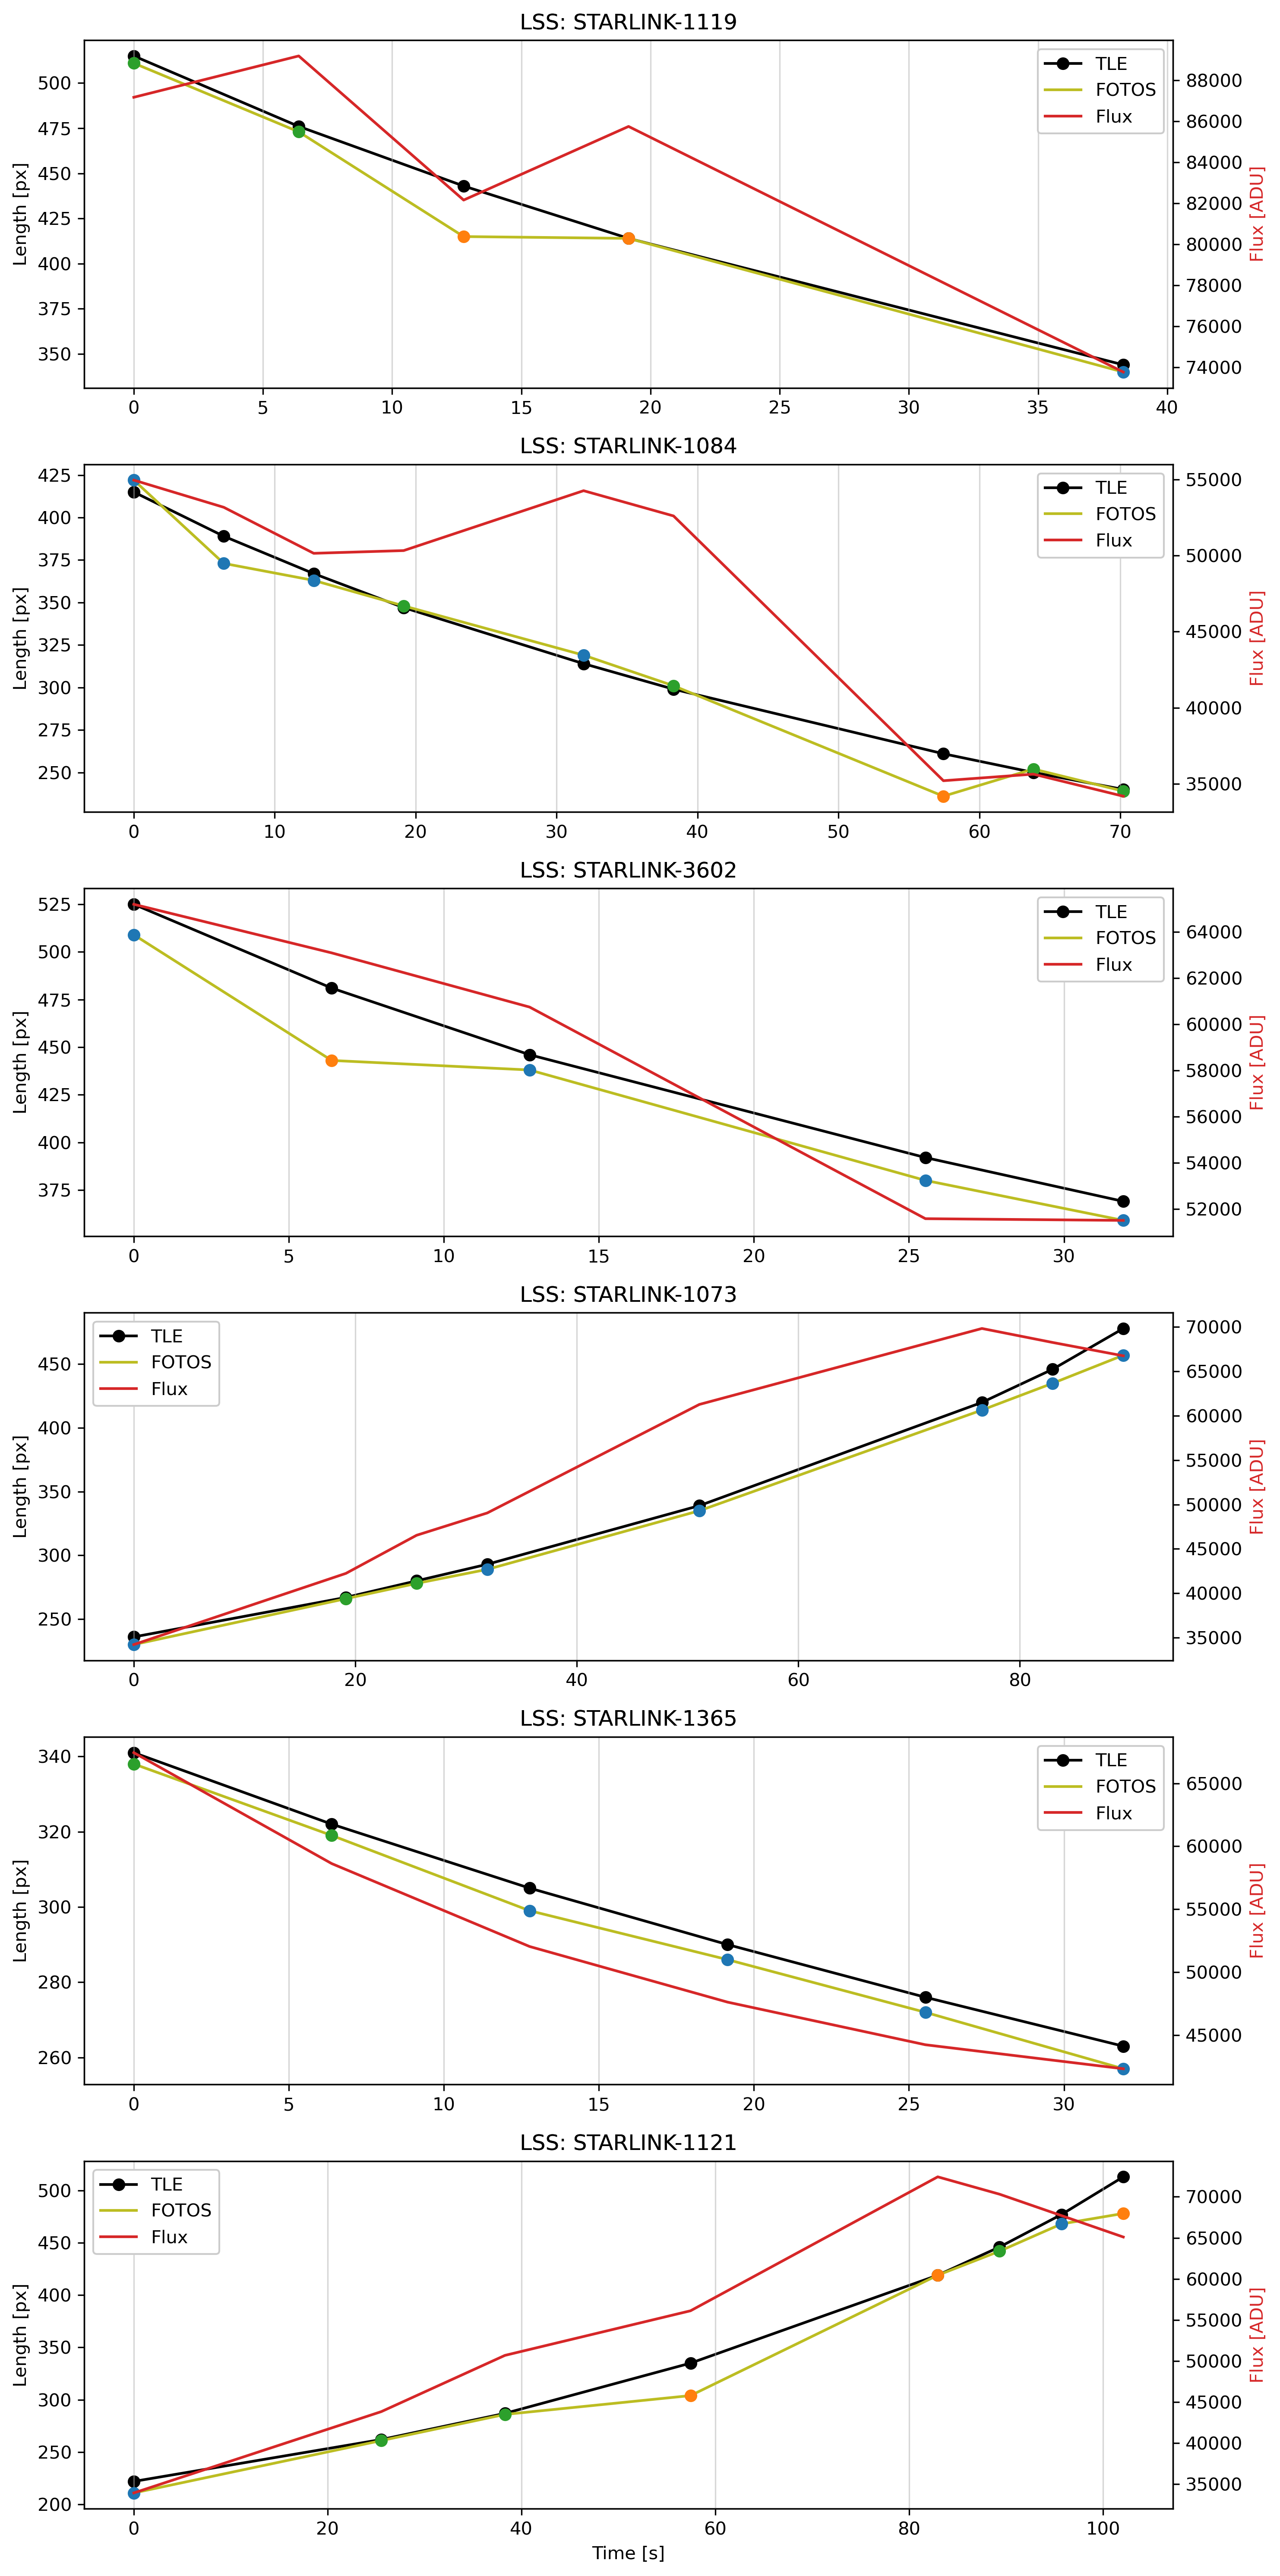 LSS: STARLINK-1119
Length [px]
500
475
450
425
400
375
350
TLE
FOTOS
Flux
88000
86000
84000
82000
80000
78000
76000
74000
Flux [ADU]
0 5 10 15 20 25 30 35 40
LSS: STARLINK-1084
Length [px]
425
400
375
350
325
300
275
250
TLE
FOTOS
Flux
55000
50000
45000
40000
35000
Flux [ADU]
0 10 20 30 40 50 60 70
LSS: STARLINK-3602
Length [px]
525
500
475
450
425
400
375
TLE
FOTOS
Flux
64000
62000
60000
58000
56000
54000
52000
Flux [ADU]
0 5 10 15 20 25 30
LSS: STARLINK-1073
Length [px]
450
400
350
300
250
TLE
FOTOS
Flux
70000
65000
60000
55000
50000
45000
40000
35000
Flux [ADU]
0 20 40 60 80
LSS: STARLINK-1365
Length [px]
340
320
300
280
260
TLE
FOTOS
Flux
65000
60000
55000
50000
45000
Flux [ADU]
0 5 10 15 20 25 30
LSS: STARLINK-1121
Length [px]
500
450
400
350
300
250
200
TLE
FOTOS
Flux
70000
65000
60000
55000
50000
45000
40000
35000
Flux [ADU]
0 20 40 60 80 100
Time [s]